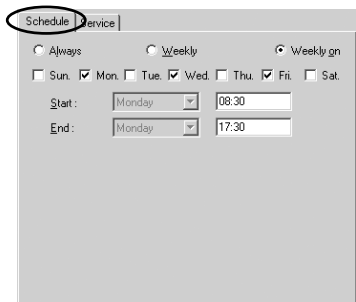 Schedule Service
Always Weekly Weekly on
Sun. Mon. Tue. Wed. Thu. Fri. Sat.
Start : Monday 08:30
End : Monday 17:30